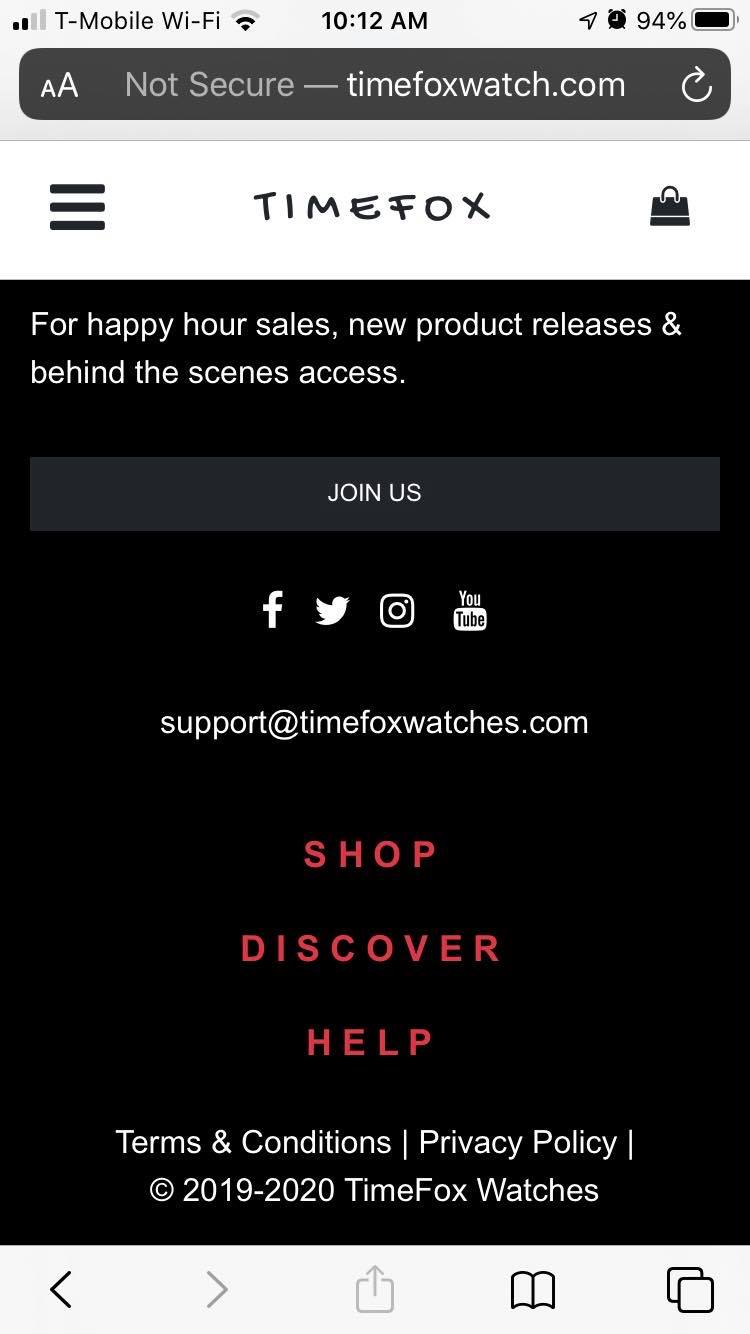 T-Mobile Wi-Fi 10:12 AM 94%
AA Not Secure — timefoxwatch.com
TIMEFOX
For happy hour sales, new product releases &
behind the scenes access.
JOIN US
f You Tube
support@timefoxwatches.com
SHOP
DISCOVER
HELP
Terms & Conditions | Privacy Policy |
© 2019-2020 TimeFox Watches